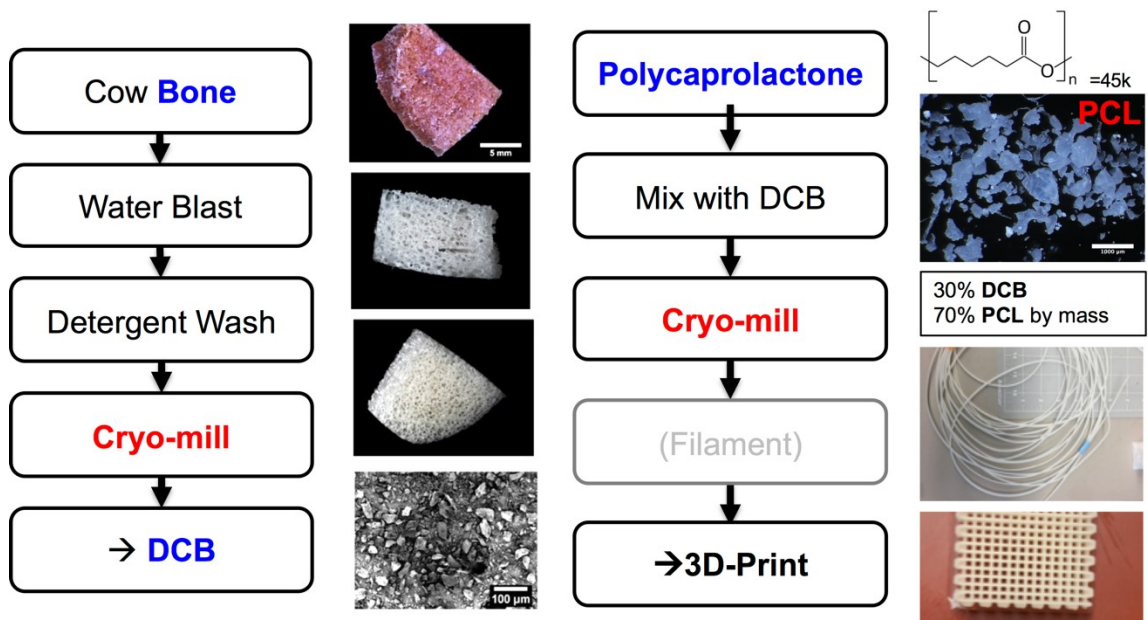 Cow Bone
Water Blast
Detergent Wash
Cryo-mill
→ DCB
5 mm
100 µm
Polycaprolactone
Mix with DCB
Cryo-mill
(Filament)
→3D-Print
O
O
n
=45k
PCL
1000 µm
30% DCB
70% PCL by mass